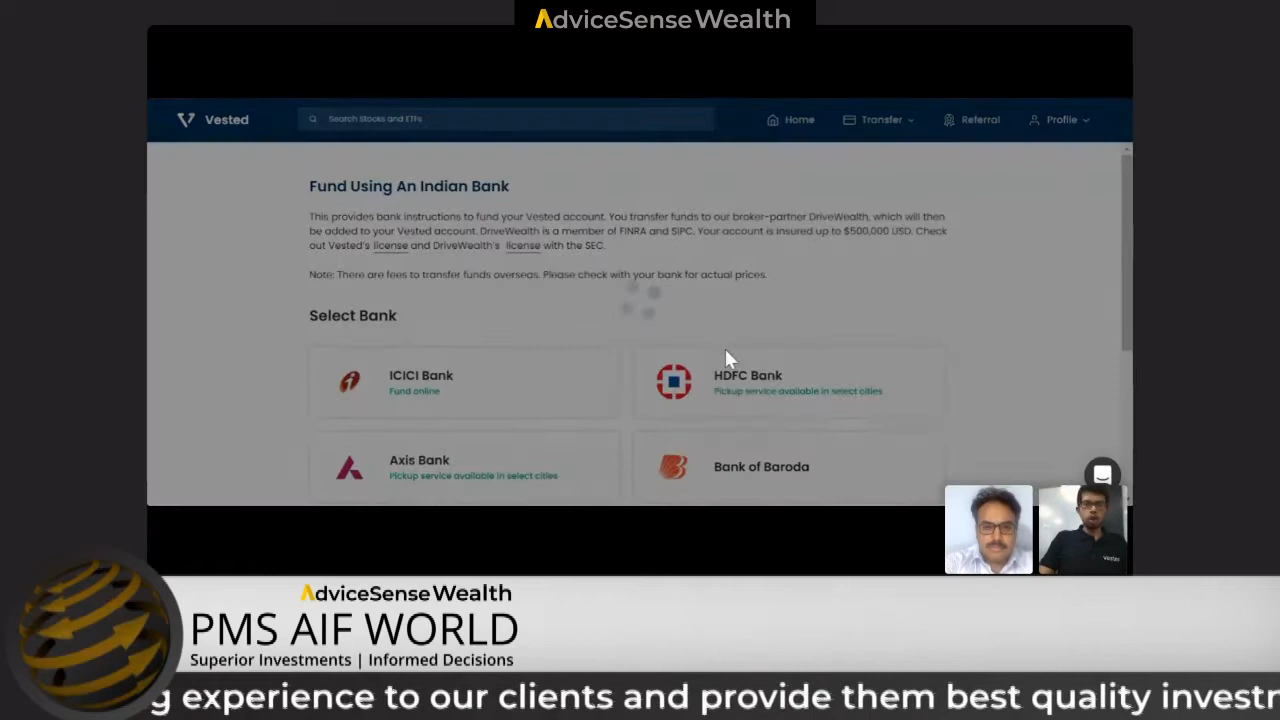 AdviceSense Wealth
Vested
Search Stocks and ETFs
Home
Transfer
Referral
Profile
Fund Using An Indian Bank
This provides bank instructions to fund your Vested account. You transfer funds to our broker-partner DriveWealth, which will then
be added to your Vested account. DriveWealth is a member of FINRA and SIPC. Your account is insured up to $500,000 USD. Check
out Vested's license and DriveWealth's license with the SEC.
Note: There are fees to transfer funds overseas. Please check with your bank for actual prices.
Select Bank
ICICI Bank
Fund online
HDFC Bank
Pickup service available in select cities
Axis Bank
Pickup service available in select cities
Bank of Baroda
Vested
AdviceSense Wealth
PMS AIF WORLD
Superior Investments | Informed Decisions
g experience to our clients and provide them best quality investm